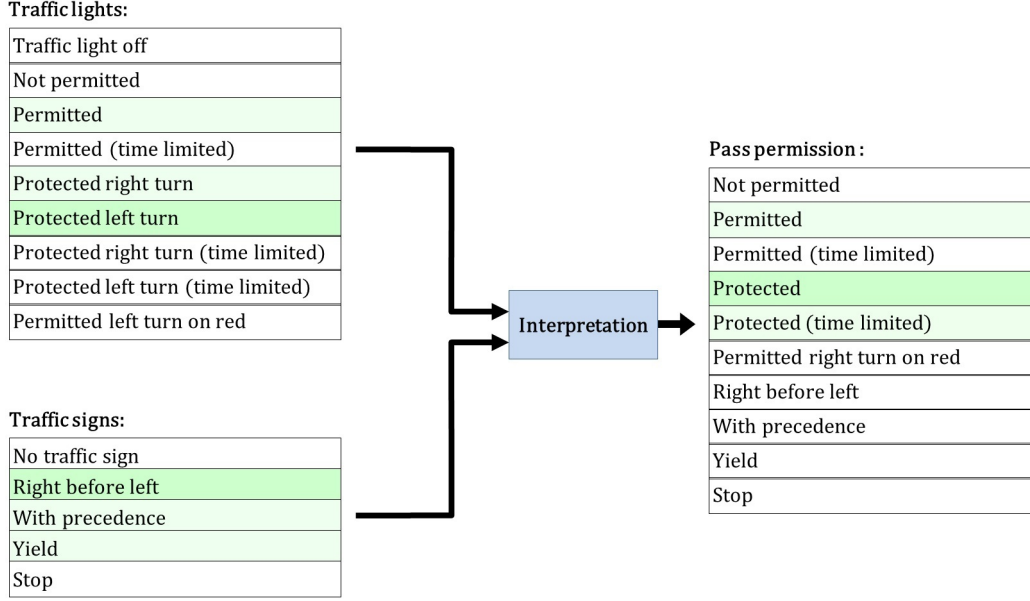 Traffic lights:
Traffic light off
Not permitted
Permitted
Permitted (time limited)
Protected right turn
Protected left turn
Protected right turn (time limited)
Protected left turn (time limited)
Permitted left turn on red
Traffic signs:
No traffic sign
Right before left
With precedence
Yield
Stop
Interpretation
Pass permission :
Not permitted
Permitted
Permitted (time limited)
Protected
Protected (time limited)
Permitted right turn on red
Right before left
With precedence
Yield
Stop